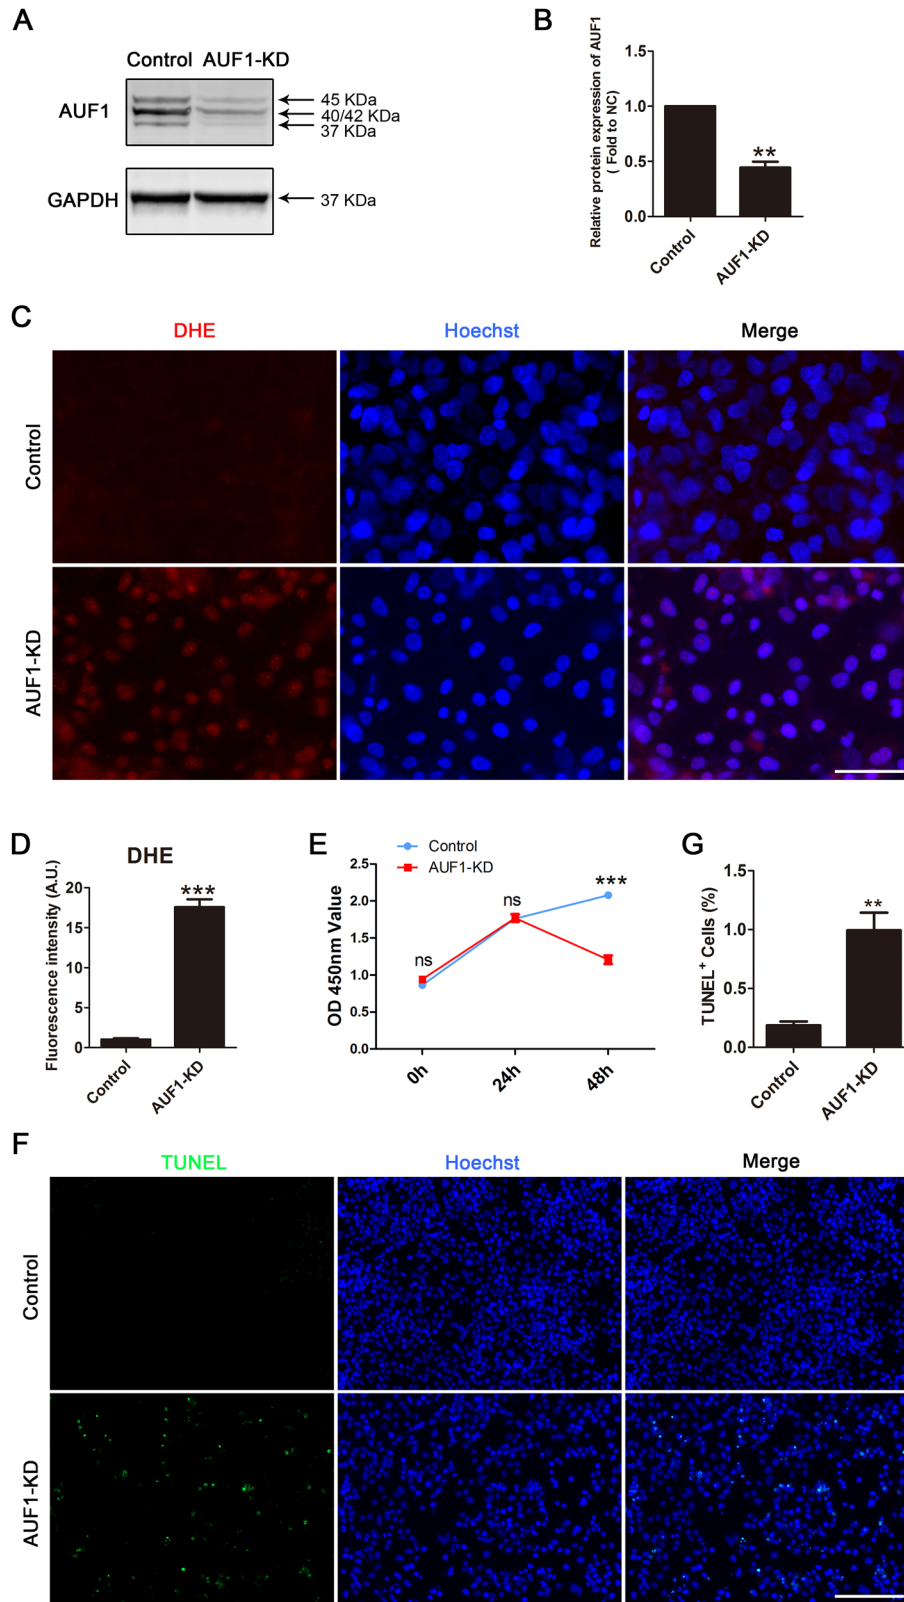 A
Control AUF1-KD
AUF1
45 KDa
40/42 KDa
37 KDa
GAPDH
37 KDa
B
Relative protein expression of AUF1
( Fold to NC)
1.5
1.0
0.5
0.0
**
Control
AUF1-KD
C
DHE Hoechst Merge
Control
AUF1-KD
D
DHE
Fluorescence intensity (A.U.)
20
15
10
5
0
***
Control
AUF1-KD
E
Control
AUF1-KD
OD 450nm Value
2.5
2.0
1.5
1.0
0.5
0.0
ns
ns
***
0h
24h
48h
G
TUNEL+ Cells (%)
1.5
1.0
0.5
0.0
**
Control
AUF1-KD
F
TUNEL Hoechst Merge
Control
AUF1-KD